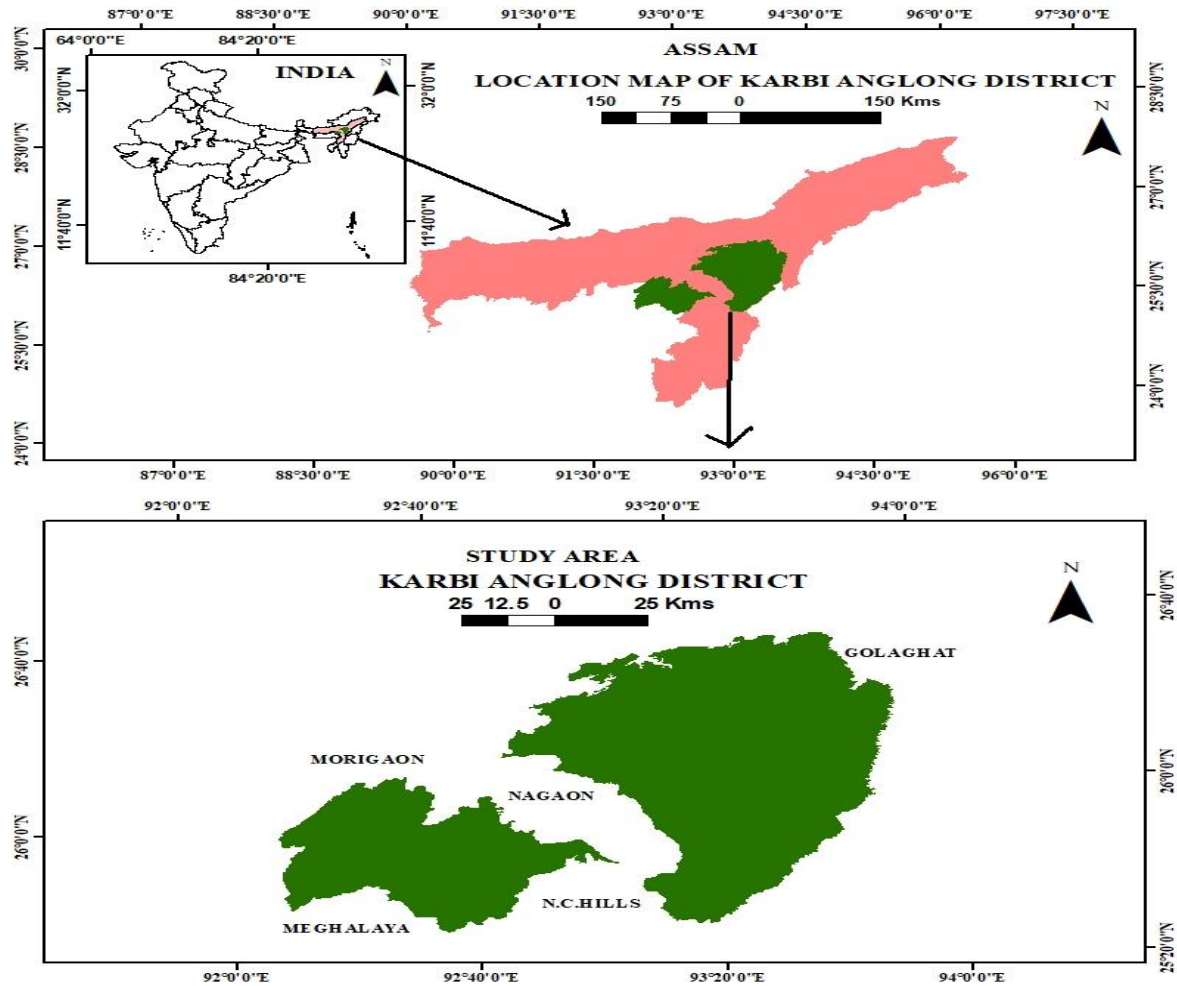 87°0'0"E 88°30'0"E 90°0'0"E 91°30'0"E 93°0'0"E 94°30'0"E 96°0'0"E 97°30'0"E
64°0'0"E 84°20'0"E
INDIA
N
32°0'0"N
32°0'0"N
11°40'0"N
11°40'0"N
84°20'0"E
ASSAM
LOCATION MAP OF KARBI ANGLONG DISTRICT
150 75 0 150 Kms
N
30°0'0"N
28°30'0"N
27°0'0"N
25°30'0"N
24°0'0"N
28°30'0"N
27°0'0"N
25°30'0"N
24°0'0"N
87°0'0"E 88°30'0"E 90°0'0"E 91°30'0"E 93°0'0"E 94°30'0"E 96°0'0"E
92°0'0"E 92°40'0"E 93°20'0"E 94°0'0"E
STUDY AREA
KARBI ANGLONG DISTRICT
25 12.5 0 25 Kms
N
26°40'0"N
26°0'0"N
26°40'0"N
26°0'0"N
25°20'0"N
GOLAGHAT
MORIGAON
NAGAON
N.C.HILLS
MEGHALAYA
92°0'0"E 92°40'0"E 93°20'0"E 94°0'0"E